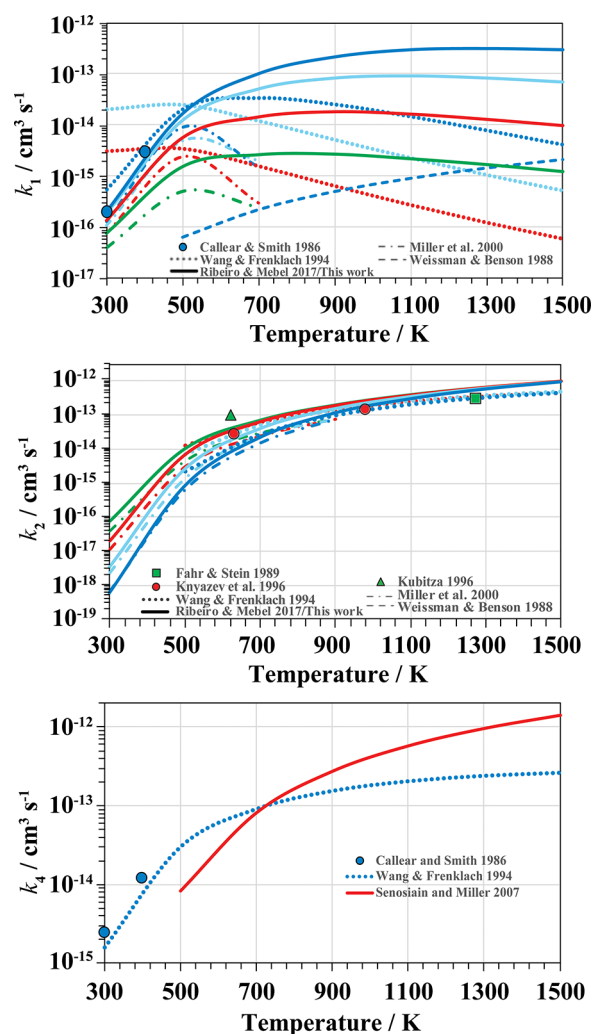 10⁻¹²
10⁻¹³
10⁻¹⁴
10⁻¹⁵
10⁻¹⁶
10⁻¹⁷
k₁ / cm³ s⁻¹
Callear & Smith 1986
Miller et al. 2000
Wang & Frenklach 1994
Weissman & Benson 1988
Ribeiro & Mebel 2017/This work
300 500 700 900 1100 1300 1500
Temperature / K
10⁻¹²
10⁻¹³
10⁻¹⁴
10⁻¹⁵
10⁻¹⁶
10⁻¹⁷
10⁻¹⁸
10⁻¹⁹
k₂ / cm³ s⁻¹
Fahr & Stein 1989
Kubitza 1996
Knyazev et al. 1996
Wang & Frenklach 1994
Miller et al. 2000
Ribeiro & Mebel 2017/This work
Weissman & Benson 1988
300 500 700 900 1100 1300 1500
Temperature / K
10⁻¹²
10⁻¹³
10⁻¹⁴
10⁻¹⁵
k₄ / cm³ s⁻¹
Callear and Smith 1986
Wang & Frenklach 1994
Senosiain and Miller 2007
300 500 700 900 1100 1300 1500
Temperature / K